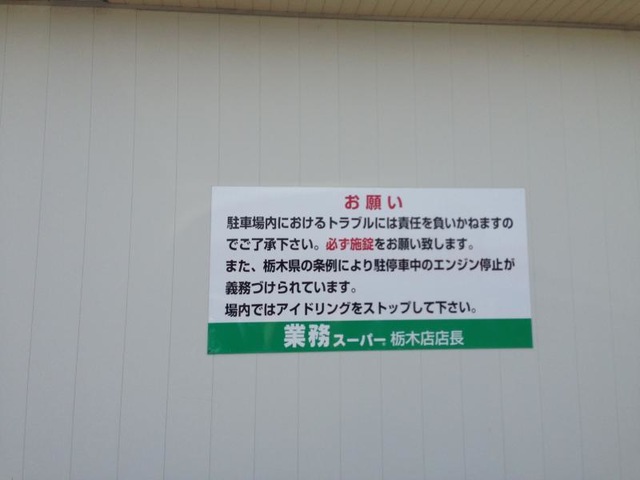 お願い
駐車場内におけるトラブルには責任を負いかねますの
でご了承下さい。必ず施錠をお願い致します。
また、栃木県の条例により駐停車中のエンジン停止が
義務づけられています。
場内ではアイドリングをストップして下さい。
業務スーパー 栃木店店長